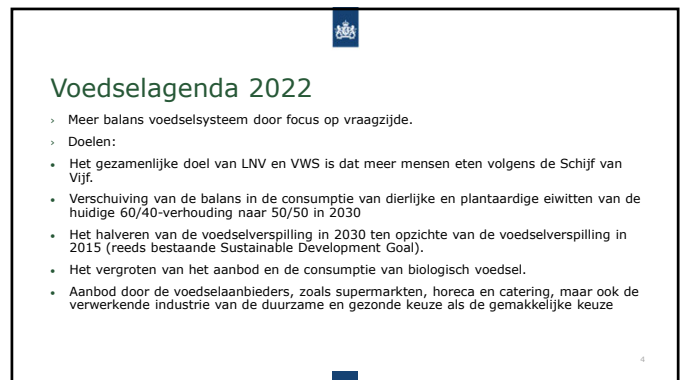 Voedselagenda 2022
› Meer balans voedselsysteem door focus op vraagzijde.
› Doelen:
• Het gezamenlijke doel van LNV en VWS is dat meer mensen eten volgens de Schijf van
Vijf.
• Verschuiving van de balans in de consumptie van dierlijke en plantaardige eiwitten van de
huidige 60/40-verhouding naar 50/50 in 2030
• Het halveren van de voedselverspilling in 2030 ten opzichte van de voedselverspilling in
2015 (reeds bestaande Sustainable Development Goal).
• Het vergroten van het aanbod en de consumptie van biologisch voedsel.
• Aanbod door de voedselaanbieders, zoals supermarkten, horeca en catering, maar ook de
verwerkende industrie van de duurzame en gezonde keuze als de gemakkelijke keuze
4